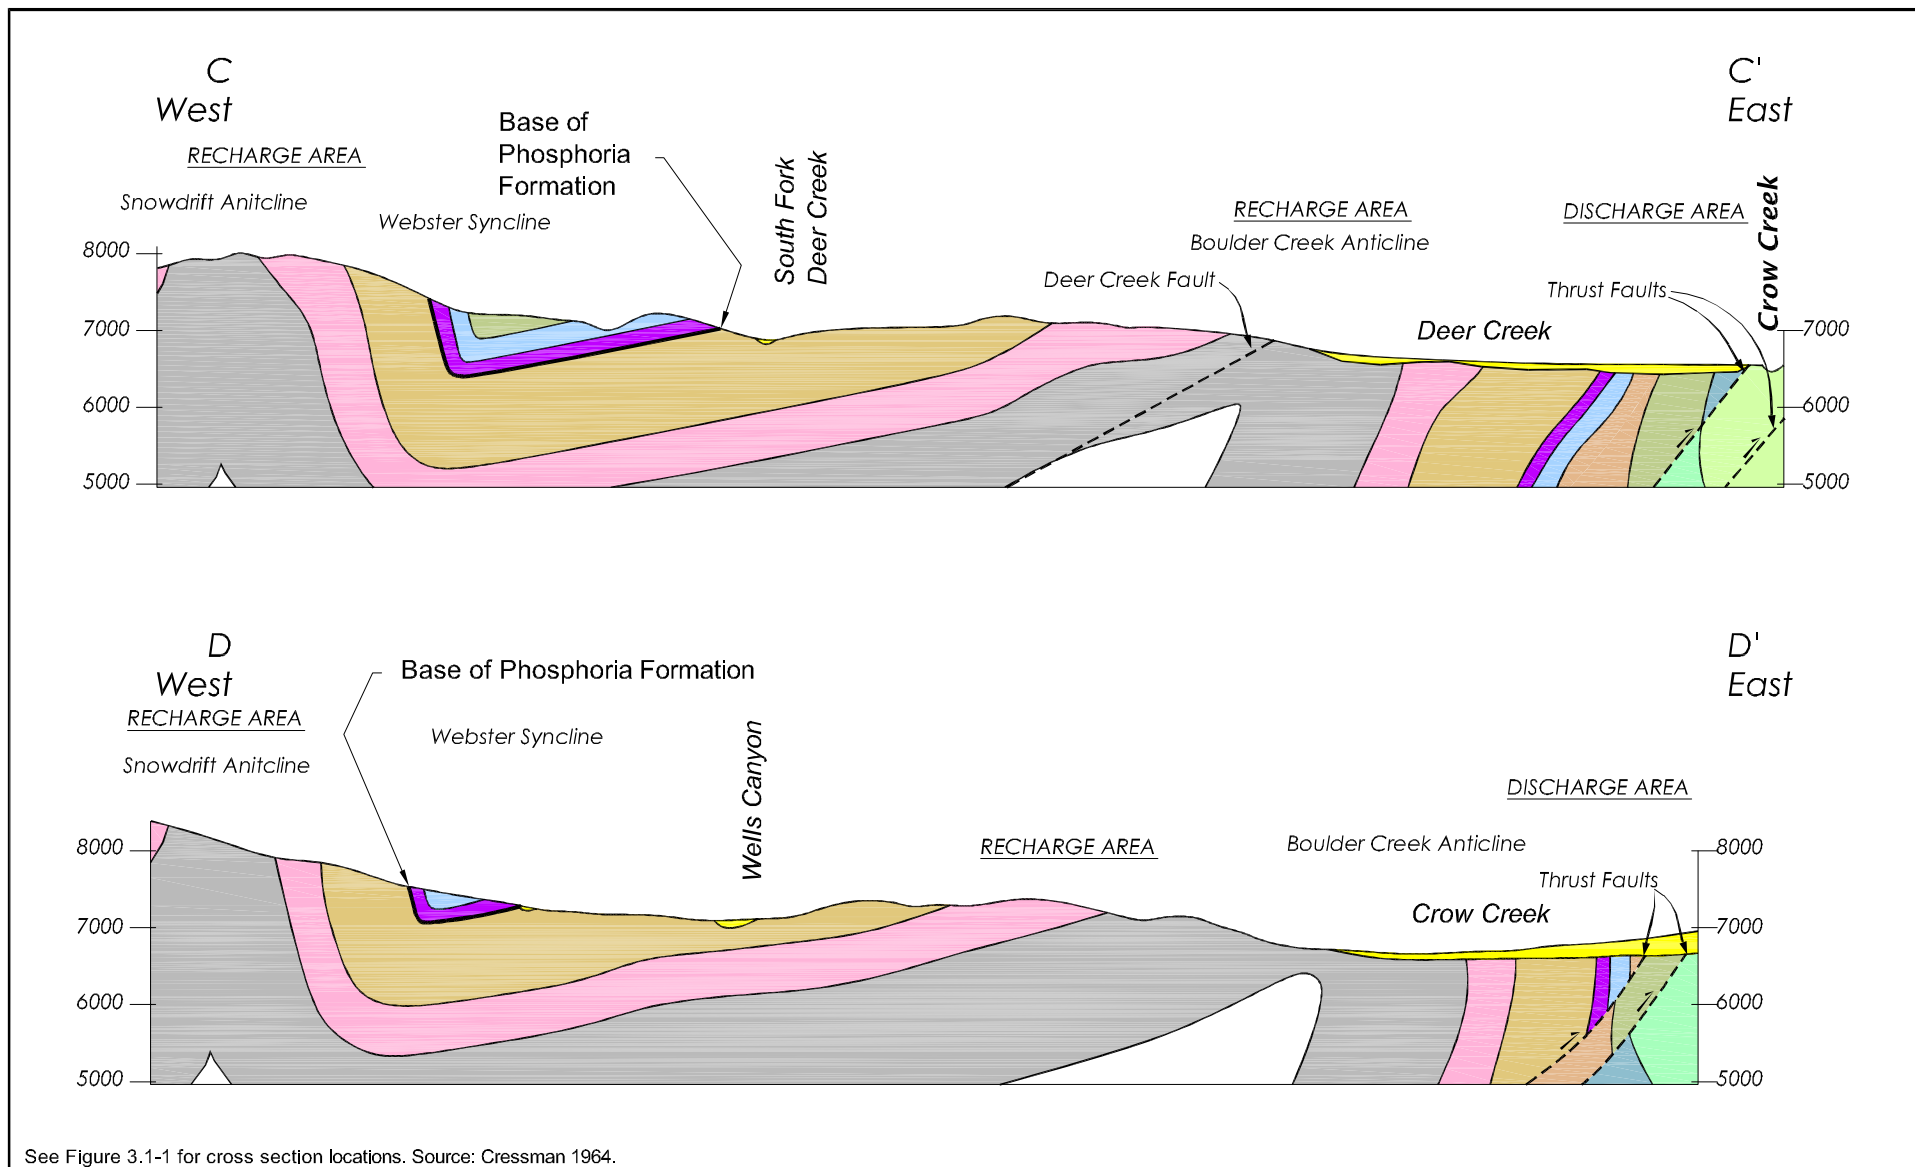 C
West
C'
East
Base of
Phosphoria
Formation
RECHARGE AREA
Snowdrift Anitcline
Webster Syncline
South Fork
Deer Creek
RECHARGE AREA
Boulder Creek Anticline
DISCHARGE AREA
Crow Creek
Deer Creek Fault
Thrust Faults
Deer Creek
8000
7000
6000
5000
7000
6000
5000
D
West
D'
East
RECHARGE AREA
Snowdrift Anitcline
Base of Phosphoria Formation
Webster Syncline
Wells Canyon
RECHARGE AREA
DISCHARGE AREA
Boulder Creek Anticline
Thrust Faults
Crow Creek
8000
7000
6000
5000
8000
7000
6000
5000
See Figure 3.1-1 for cross section locations. Source: Cressman 1964.